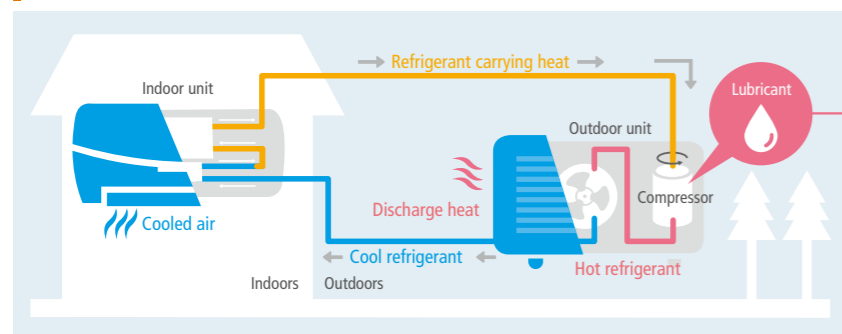 Refrigerant carrying heat
Indoor unit
Lubricant
Outdoor unit
Compressor
Discharge heat
Cooled air
Cool refrigerant
Hot refrigerant
Indoors
Outdoors